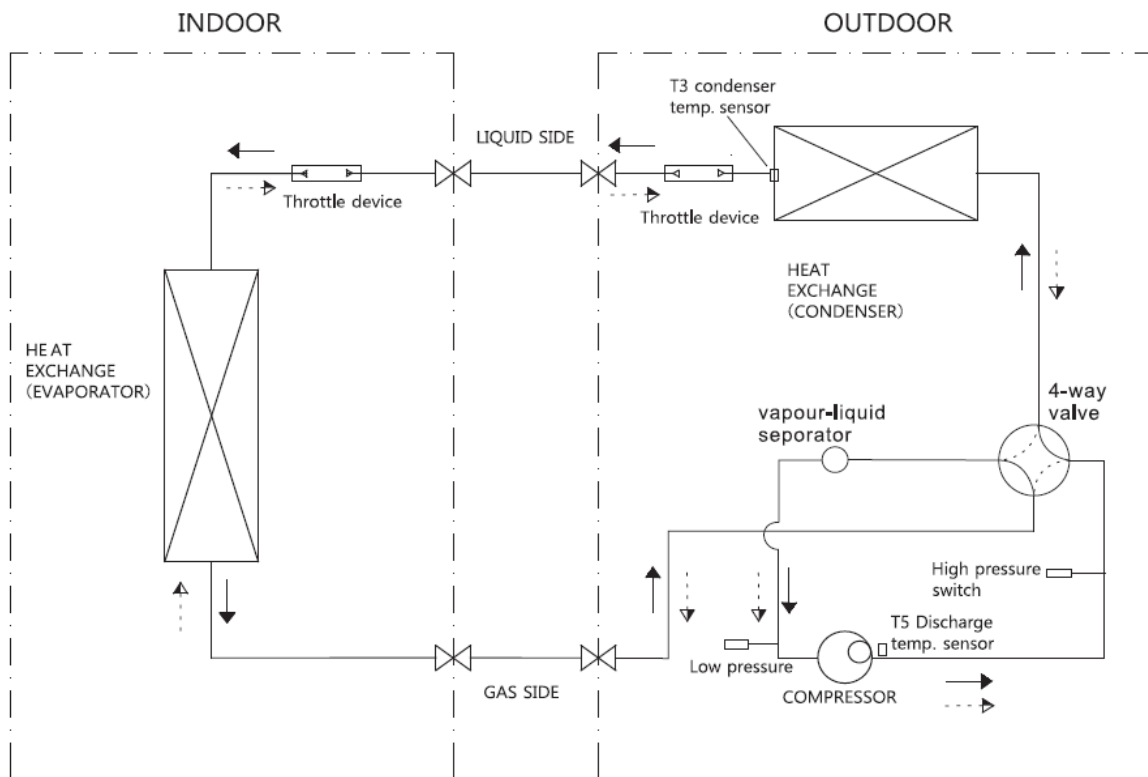 INDOOR
OUTDOOR
T3 condenser
temp. sensor
LIQUID SIDE
Throttle device
Throttle device
HEAT
EXCHANGE
(CONDENSER)
HEAT
EXCHANGE
(EVAPORATOR)
4-way
valve
vapour-liquid
seporator
High pressure
switch
T5 Discharge
temp. sensor
Low pressure
COMPRESSOR
GAS SIDE